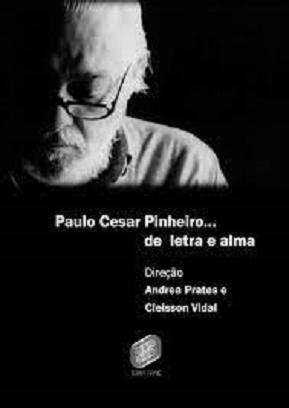 Paulo Cesar Pinheiro...
de letra e alma
Direção
Andrea Prates e
Cleisson Vidal